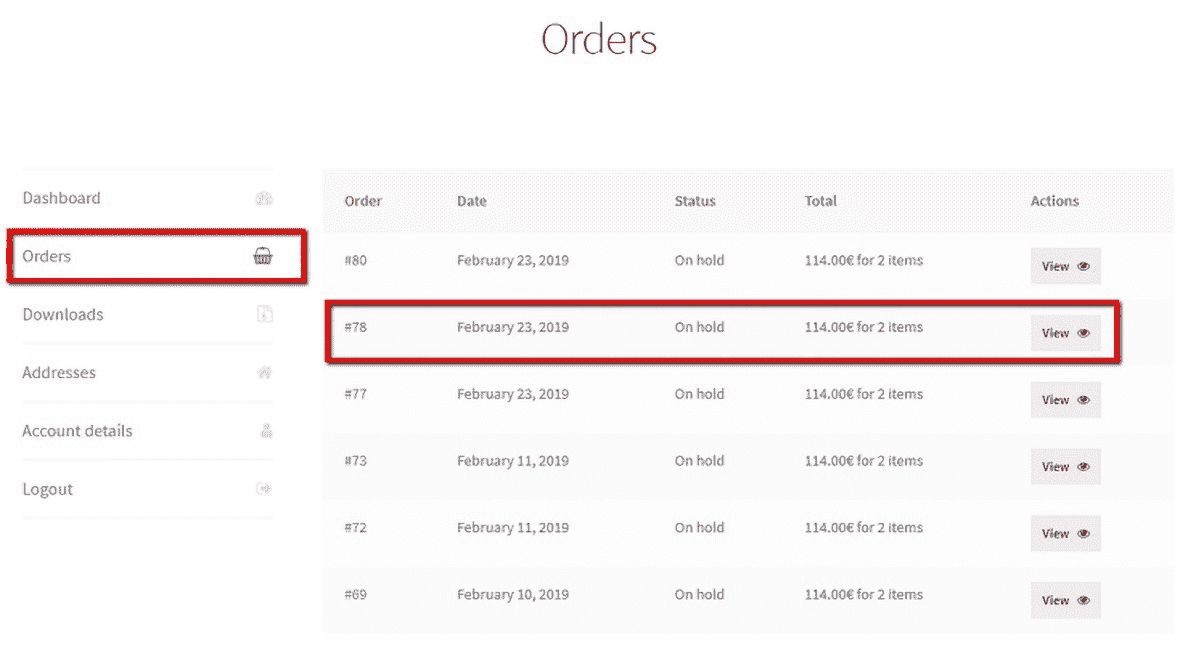 Orders
Dashboard
Orders
Downloads
Addresses
Account details
Logout
Order Date Status Total Actions
#80 February 23, 2019 On hold 114.00€ for 2 items View
#78 February 23, 2019 On hold 114.00€ for 2 items View
#77 February 23, 2019 On hold 114.00€ for 2 items View
#73 February 11, 2019 On hold 114.00€ for 2 items View
#72 February 11, 2019 On hold 114.00€ for 2 items View
#69 February 10, 2019 On hold 114.00€ for 2 items View